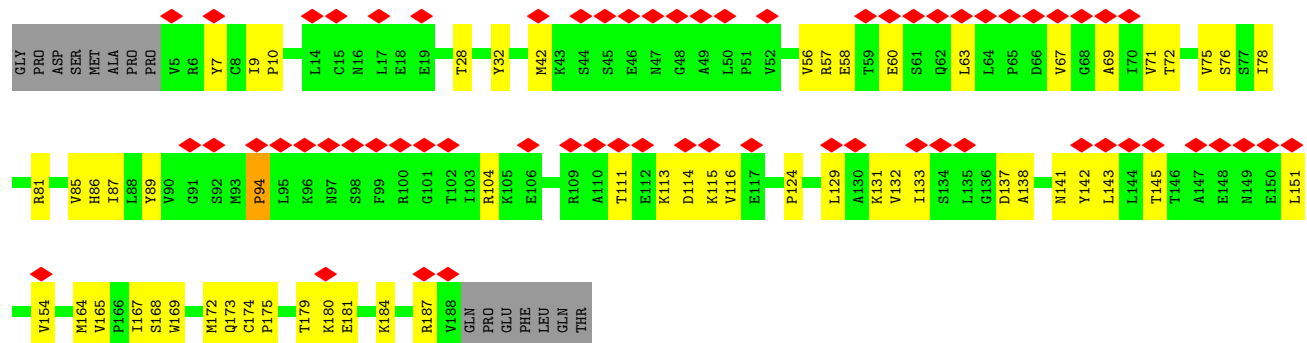 GLY PRO ASP SER MET ALA PRO PRO V5 R6 Y7 C8 I9 P10 L14 C15 N16 L17 E18 E19 T28 Y32 M42 K43 S44 S45 E46 N47 G48 A49 L50 P51 V52 V56 R57 E58 T59 E60 S61 Q62 L63 L64 P65 D66 V67 G68 A69 I70 V71 T72 V75 S76 S77 I78
R81 V85 H86 I87 L88 Y89 V90 G91 S92 M93 P94 L95 K96 N97 S98 F99 R100 G101 T102 I103 R104 K105 E106 R109 A110 T111 E112 K113 D114 K115 V116 E117 P124 L129 A130 K131 V132 I133 S134 L135 G136 D137 A138 N141 Y142 L143 L144 T145 T146 A147 E148 N149 E150 L151
V154 M164 V165 P166 I167 S168 W169 M172 Q173 C174 P175 T179 K180 E181 K184 R187 V188 GLN PRO GLU PHE LEU GLN THR